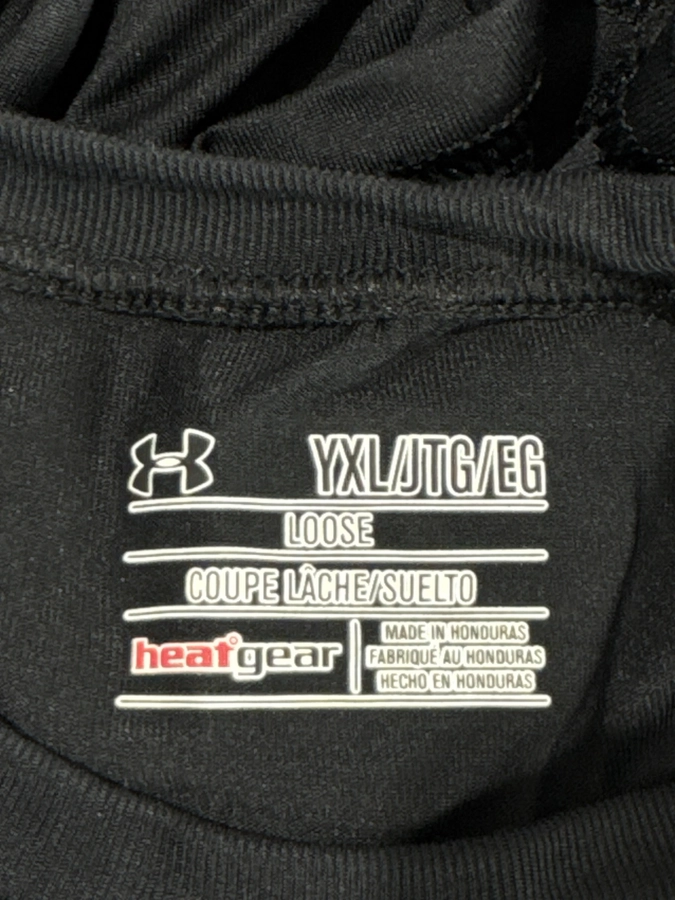 YXL/JTG/EG
LOOSE
COUPE LÂCHE/SUELTO
heatgear
MADE IN HONDURAS
FABRIQUÉ AU HONDURAS
HECHO EN HONDURAS